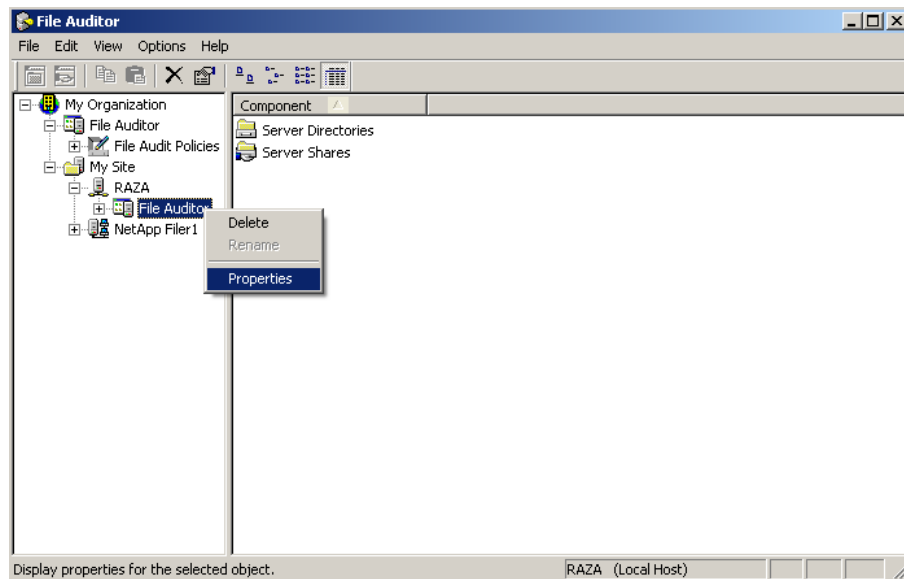 File Auditor
File Edit View Options Help
My Organization
File Auditor
File Audit Policies
My Site
RAZA
File Auditor
NetApp Filer1
Component
Server Directories
Server Shares
Delete
Rename
Properties
Display properties for the selected object.
RAZA (Local Host)